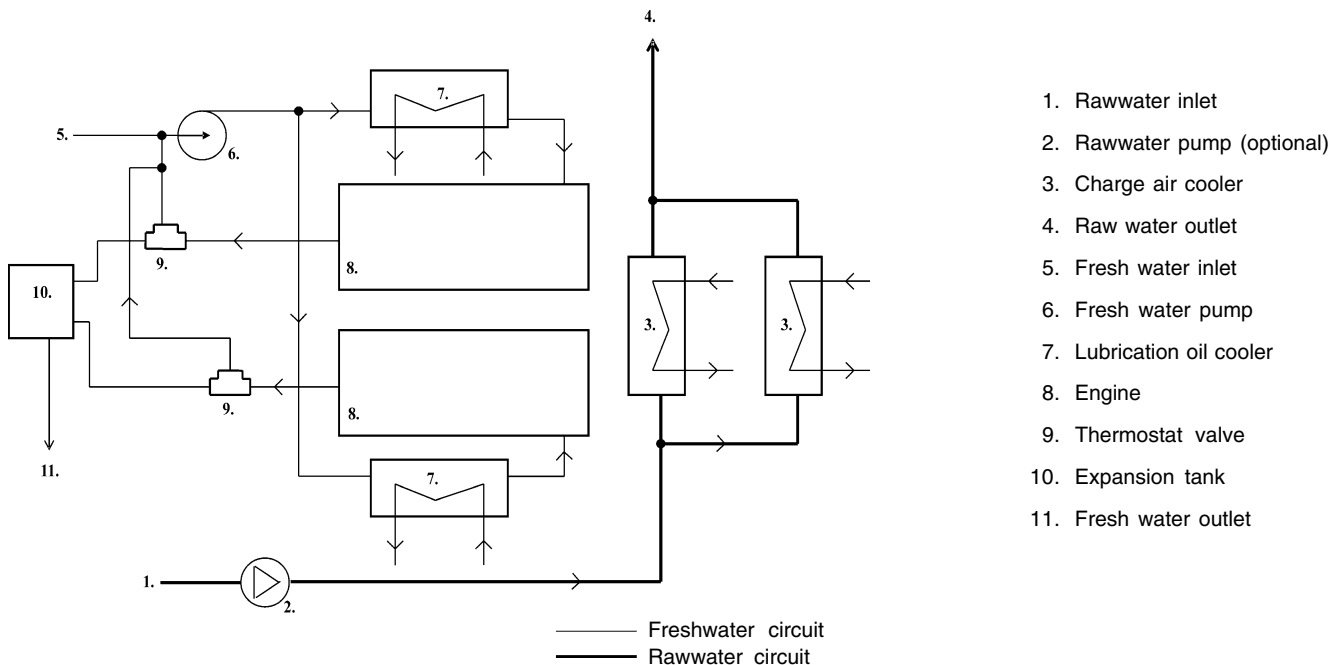 4.
7.
5.
6.
9.
8.
10.
3.
3.
9.
8.
11.
7.
1.
2.
Freshwater circuit
Rawwater circuit
1. Rawwater inlet
2. Rawwater pump (optional)
3. Charge air cooler
4. Raw water outlet
5. Fresh water inlet
6. Fresh water pump
7. Lubrication oil cooler
8. Engine
9. Thermostat valve
10. Expansion tank
11. Fresh water outlet